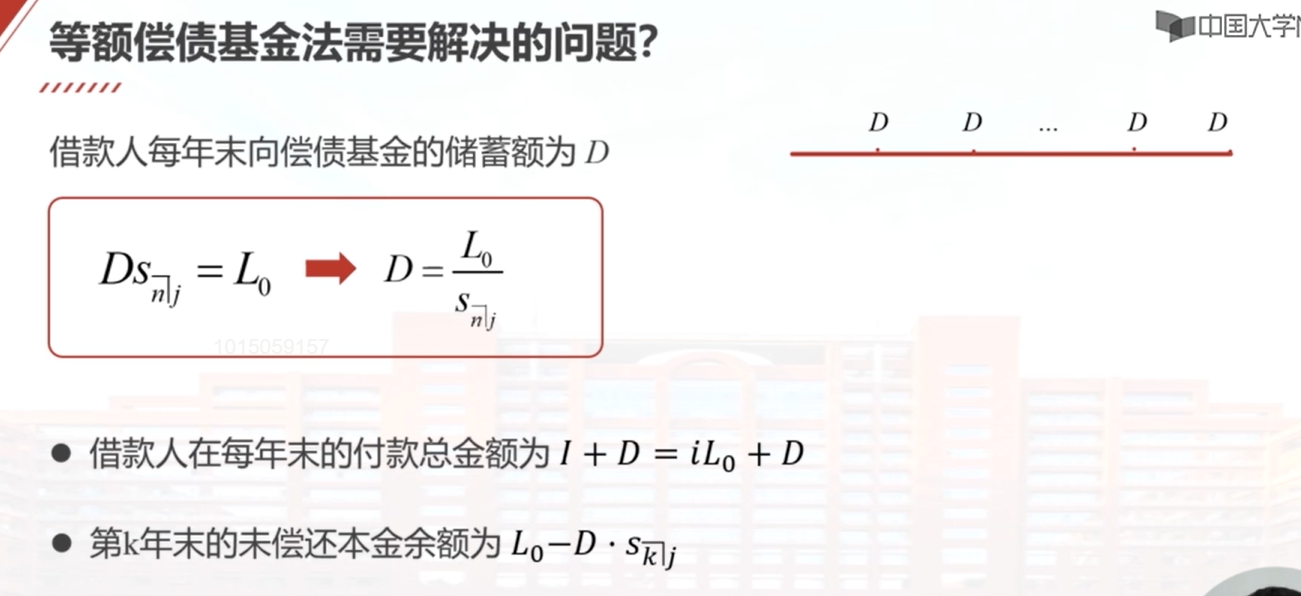 等额偿债基金法需要解决的问题？
中国大学
借款人每年末向偿债基金的储蓄额为 D
D D ... D D
Ds_{\overline{n}|j} = L_0 ➡ D = \frac{L_0}{s_{\overline{n}|j}}
1015059157
● 借款人在每年末的付款总金额为 I + D = iL_0 + D
● 第k年末的未偿还本金余额为 L_0−D · s_{\overline{k}|j}